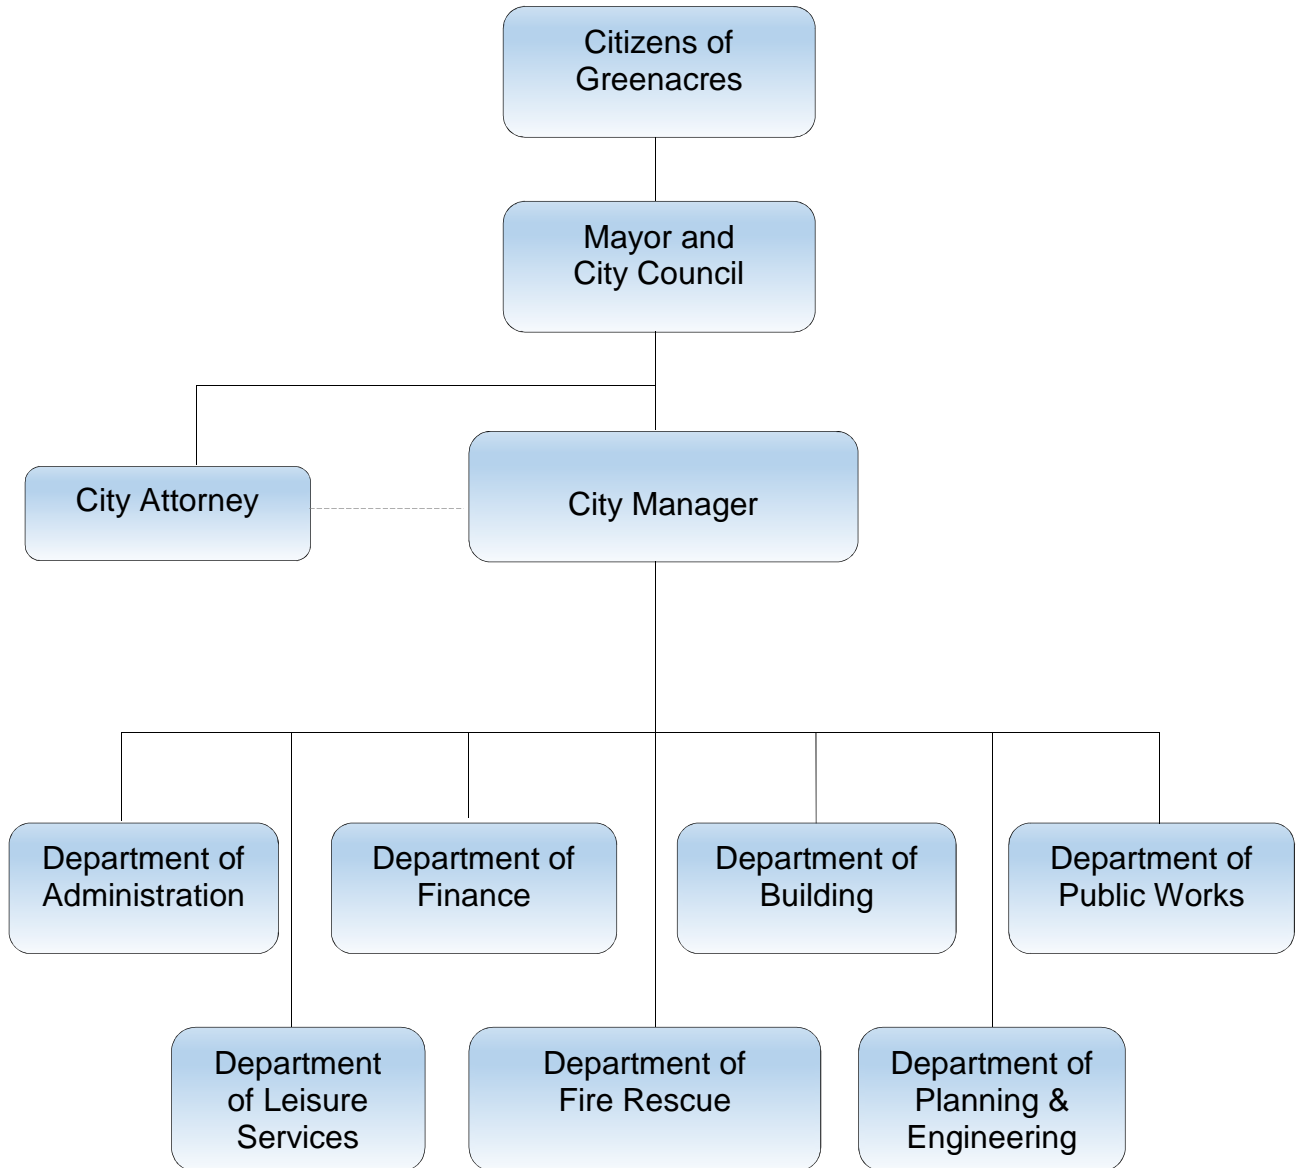 Citizens of
Greenacres
Mayor and
City Council
City Attorney
City Manager
Department of
Administration
Department of
Finance
Department of
Building
Department of
Public Works
Department
of Leisure
Services
Department of
Fire Rescue
Department of
Planning &
Engineering